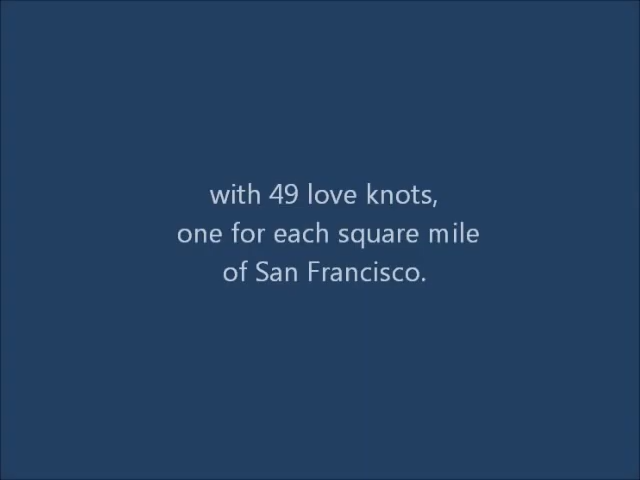 with 49 love knots,
one for each square mile
of San Francisco.